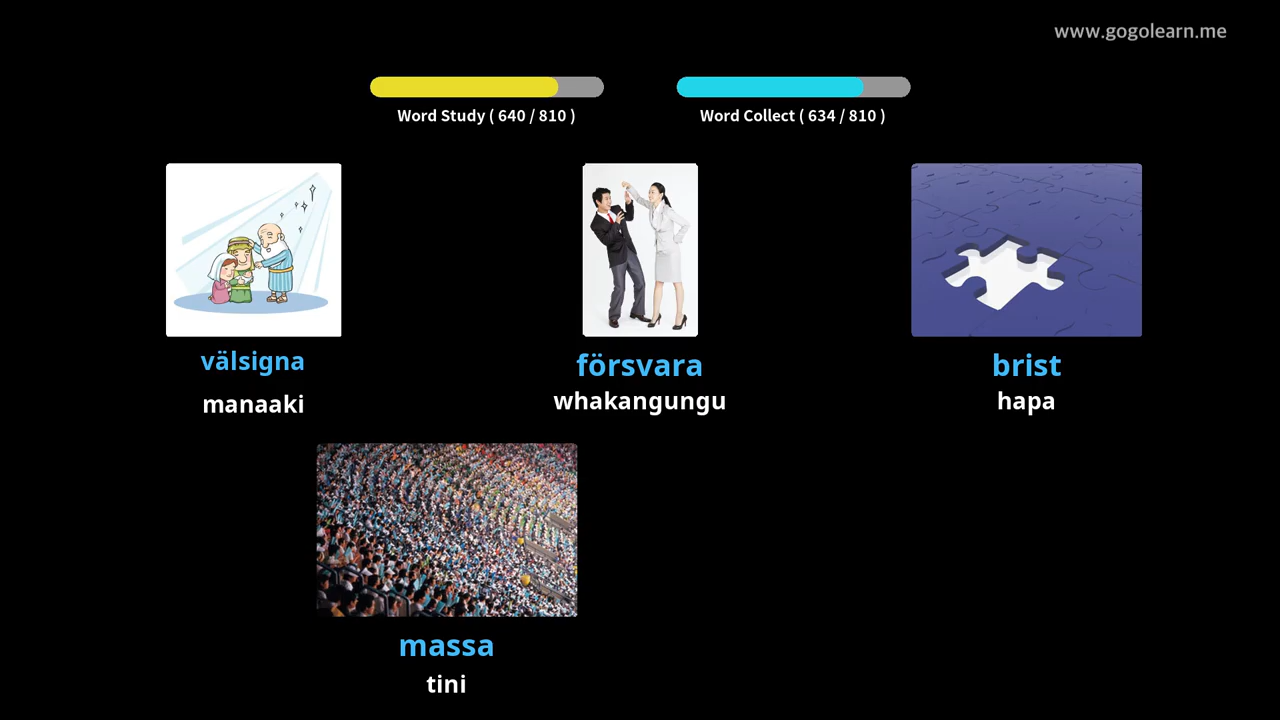 www.gogolearn.me
Word Study ( 640 / 810 )
Word Collect ( 634 / 810 )
välsigna
manaaki
försvara
whakangungu
brist
hapa
massa
tini